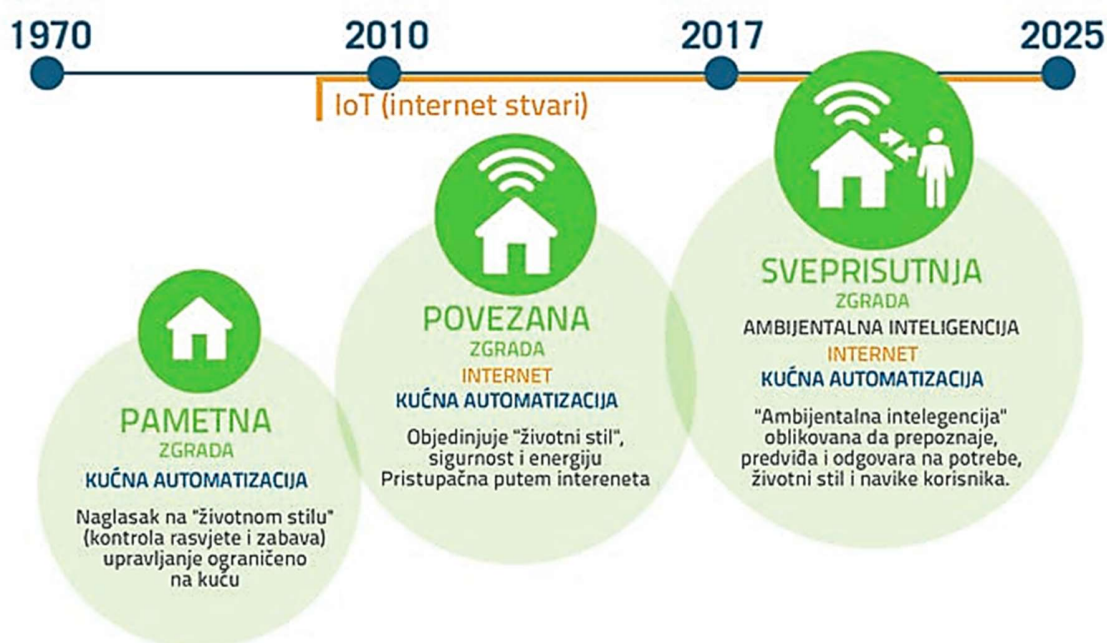 1970
2010
2017
2025
IoT (internet stvari)
PAMETNA
ZGRADA
KUĆNA AUTOMATIZACIJA
Naglasak na "životnom stilu"
(kontrola rasvjete i zabava)
upravljanje ograničeno
na kuću
POVEZANA
ZGRADA
INTERNET
KUĆNA AUTOMATIZACIJA
Objedinjuje "životni stil",
sigurnost i energiju
Pristupačna putem intereneta
SVEPRISUTNJA
ZGRADA
AMBIJENTALNA INTELIGENCIJA
INTERNET
KUĆNA AUTOMATIZACIJA
"Ambijentalna intelegencija"
oblikovana da prepoznaje,
predviđa i odgovara na potrebe,
životni stil i navike korisnika.